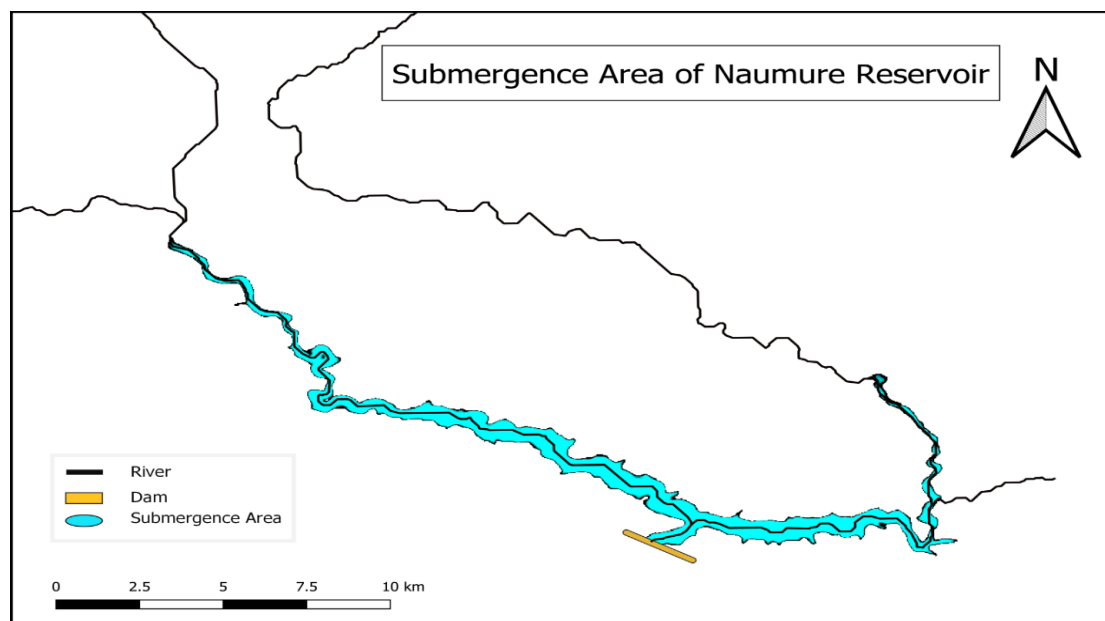 Submergence Area of Naumure Reservoir
N
River
Dam
Submergence Area
0 2.5 5 7.5 10 km